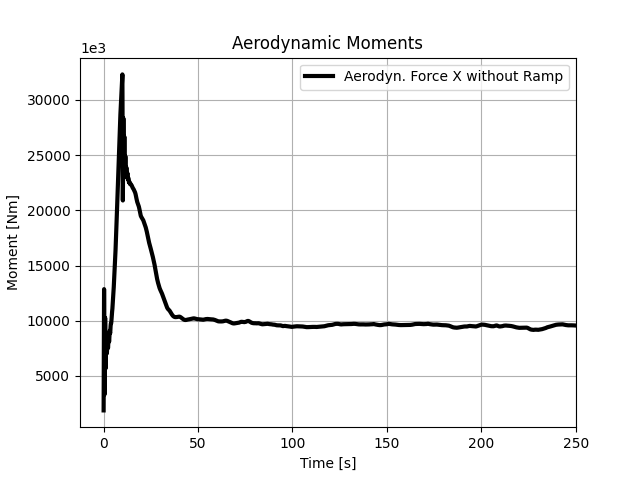 Aerodynamic Moments
1e3
Aerodyn. Force X without Ramp
30000
25000
20000
15000
10000
5000
Moment [Nm]
0 50 100 150 200 250
Time [s]